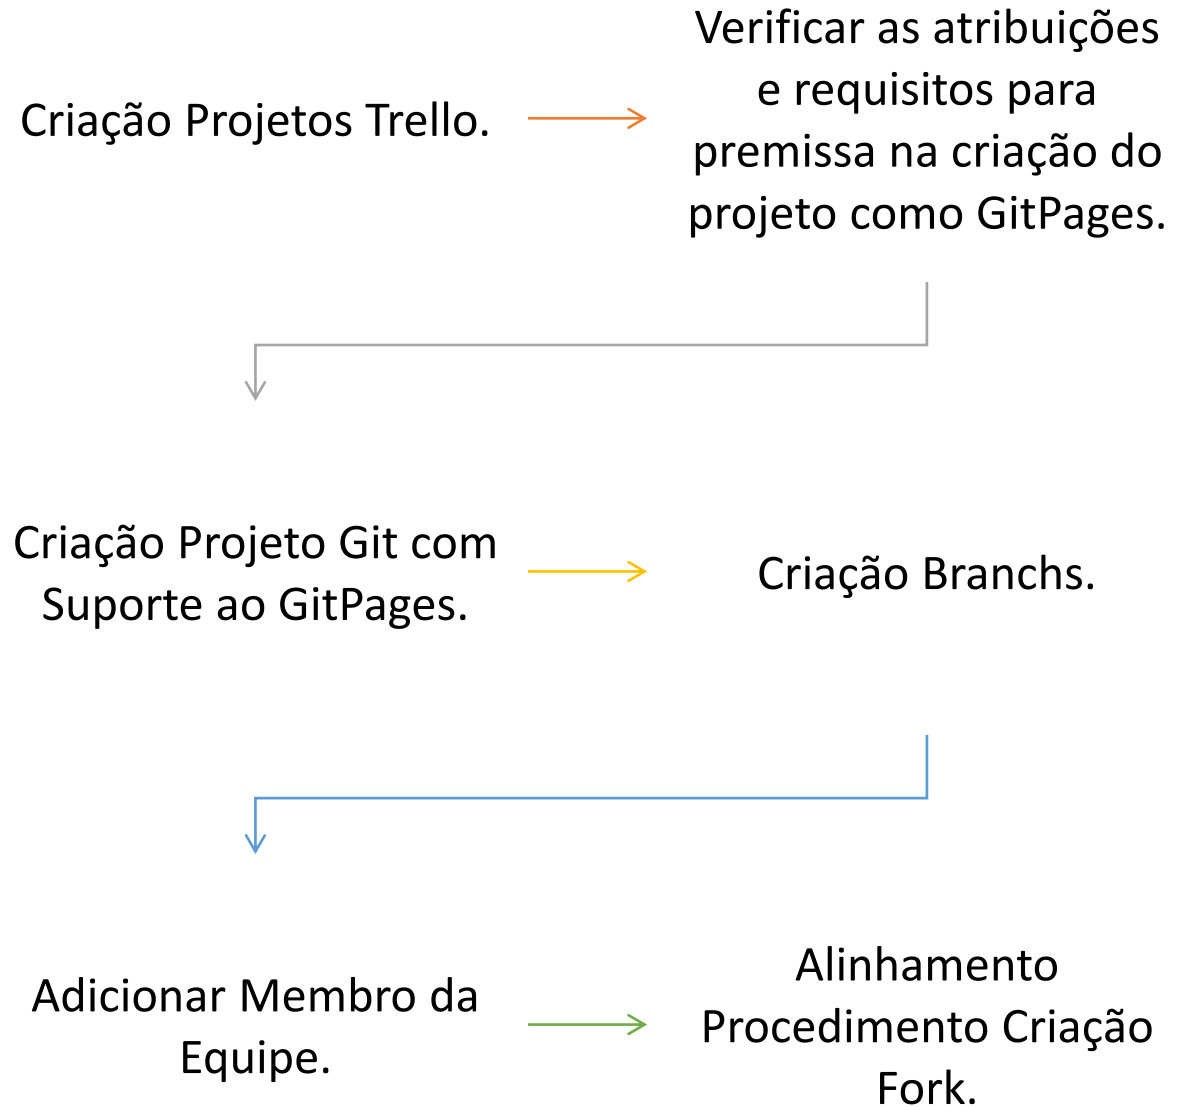 Criação Projetos Trello.
Verificar as atribuições
e requisitos para
premissa na criação do
projeto como GitPages.
Criação Projeto Git com
Suporte ao GitPages.
Criação Branchs.
Adicionar Membro da
Equipe.
Alinhamento
Procedimento Criação
Fork.